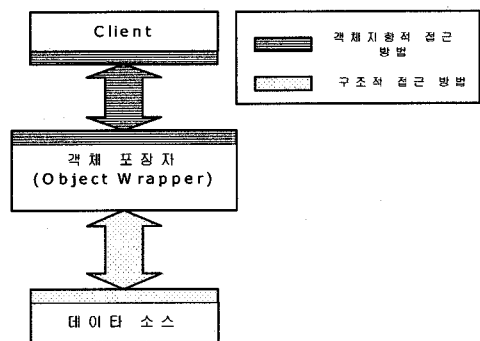 Client
객체지향적 접근
방법
구조적 접근 방법
객체 포장자
(Object Wrapper)
데이타 소스